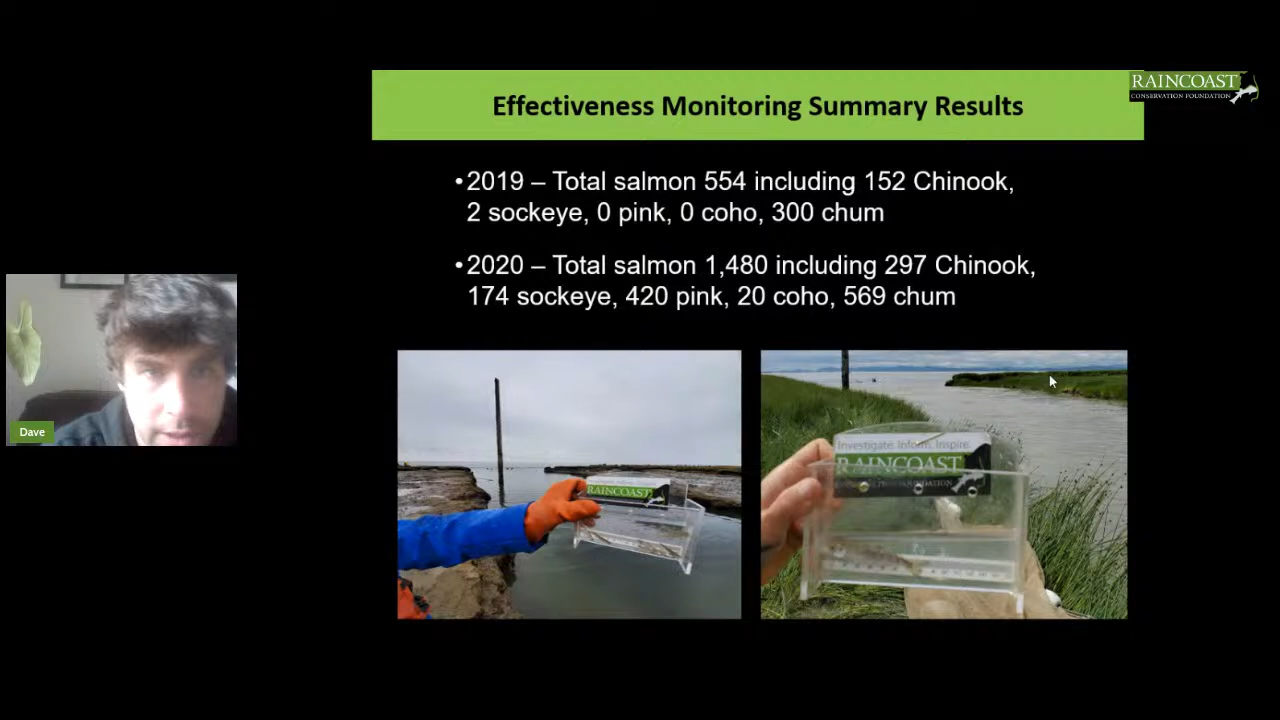 RAINCOAST
CONSERVATION FOUNDATION
Effectiveness Monitoring Summary Results
•2019 – Total salmon 554 including 152 Chinook,
2 sockeye, 0 pink, 0 coho, 300 chum
•2020 – Total salmon 1,480 including 297 Chinook,
174 sockeye, 420 pink, 20 coho, 569 chum
Dave
RAINCOAST
Investigate. Inform. Inspire.
RAINCOAST
FOUNDATION